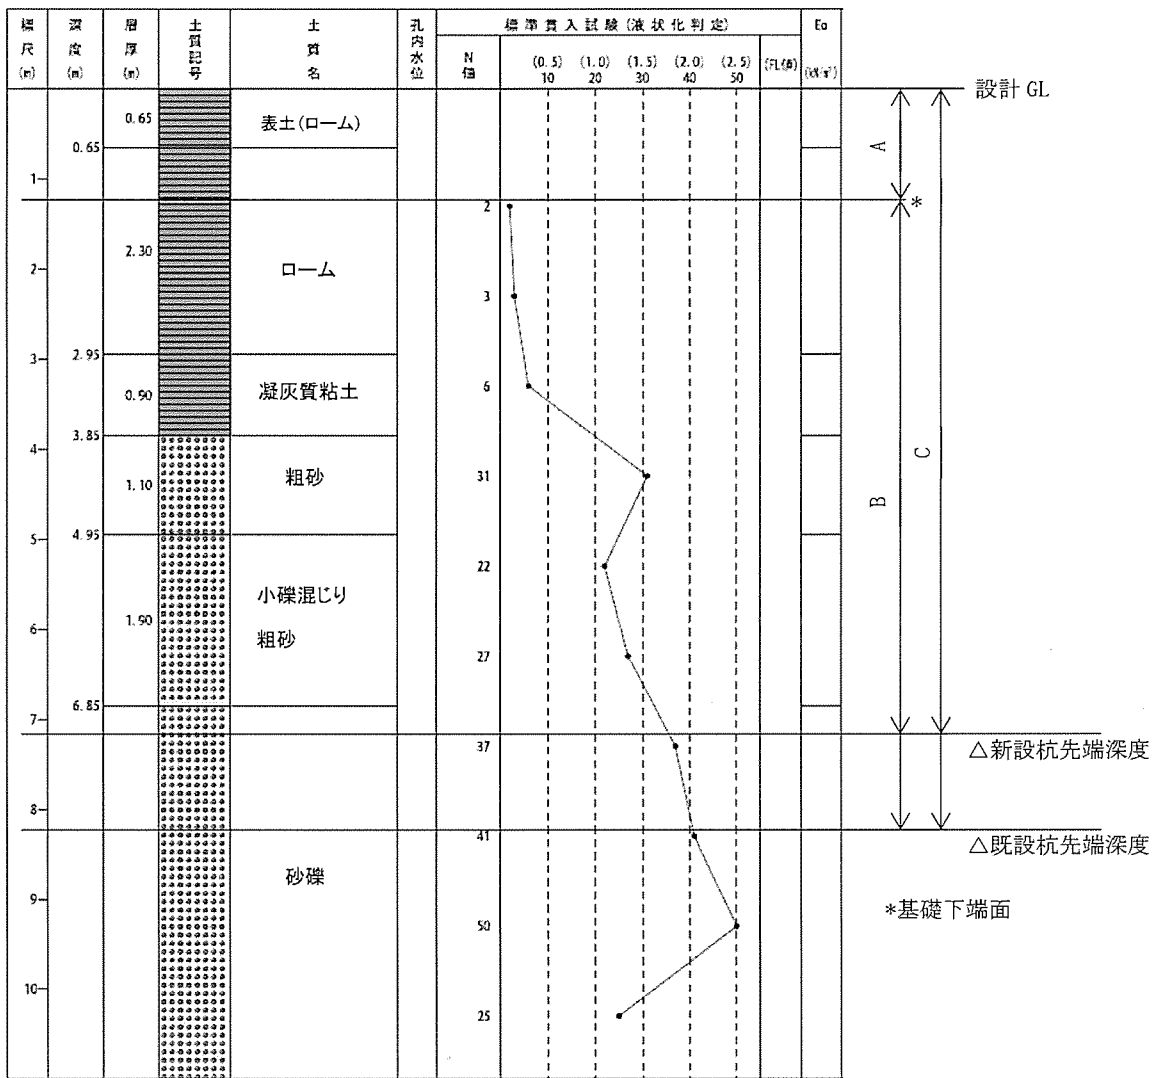 標尺(m) 深度(m) 層厚(m) 土質記号 土質名 孔内水位 標準貫入試験(液状化判定) Eo
N値 (0.5) (1.0) (1.5) (2.0) (2.5) (FL値) (kN/m²)
10 20 30 40 50
設計 GL
0.65 表土(ローム)
A
0.65
1
*
2
2.30
ローム
2
3
2.95
3
0.90 凝灰質粘土 6
3.85
4
C
1.10 粗砂 31
B
4.95
5
22
小礫混じり
1.90
6
粗砂 27
6.85
7
37 △新設杭先端深度
8
41 △既設杭先端深度
砂礫
9
*基礎下端面
50
10
25